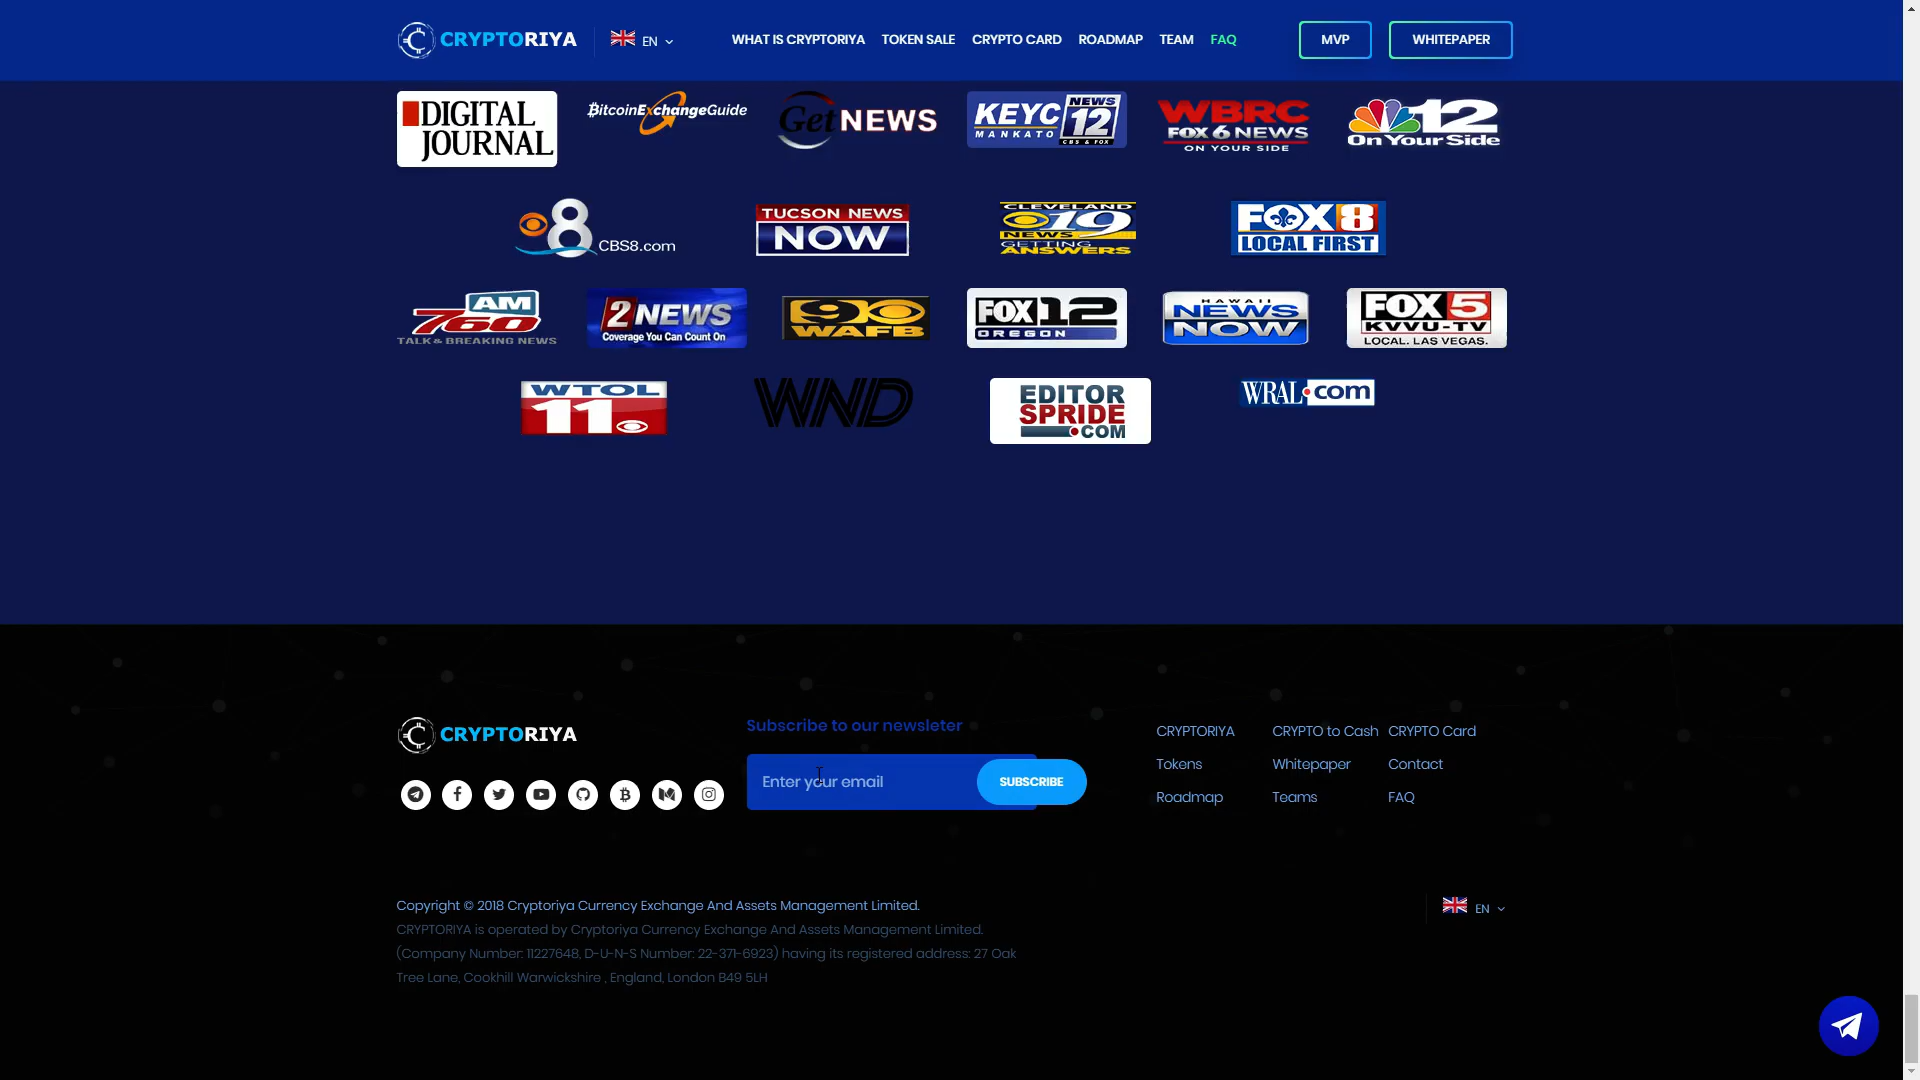 CRYPTORIYA
EN
WHAT IS CRYPTORIYA
TOKEN SALE
CRYPTO CARD
ROADMAP
TEAM
FAQ
MVP
WHITEPAPER
DIGITAL
JOURNAL
BitcoinExchangeGuide
Get NEWS
KEYC NEWS 12
MANKATO
CBS & FOX
WBRC
FOX 6 NEWS
ON YOUR SIDE
12
On Your Side
8 CBS8.com
TUCSON NEWS
NOW
CLEVELAND
19
NEWS
GETTING
ANSWERS
FOX 8
LOCAL FIRST
AM
760
TALK & BREAKING NEWS
2 NEWS
Coverage You Can Count On
90
WAFB
FOX 12
OREGON
HAWAII
NEWS
NOW
FOX 5
KVVU-TV
LOCAL. LAS VEGAS.
WTOL
11
WND
EDITOR
SPRIDE
.COM
WRAL.com
CRYPTORIYA
Subscribe to our newsleter
Enter your email
SUBSCRIBE
CRYPTORIYA
CRYPTO to Cash
CRYPTO Card
Tokens
Whitepaper
Contact
Roadmap
Teams
FAQ
Copyright © 2018 Cryptoriya Currency Exchange And Assets Management Limited.
CRYPTORIYA is operated by Cryptoriya Currency Exchange And Assets Management Limited.
(Company Number: 11227648, D-U-N-S Number: 22-371-6923) having its registered address: 27 Oak
Tree Lane, Cookhill Warwickshire , England, London B49 5LH
EN